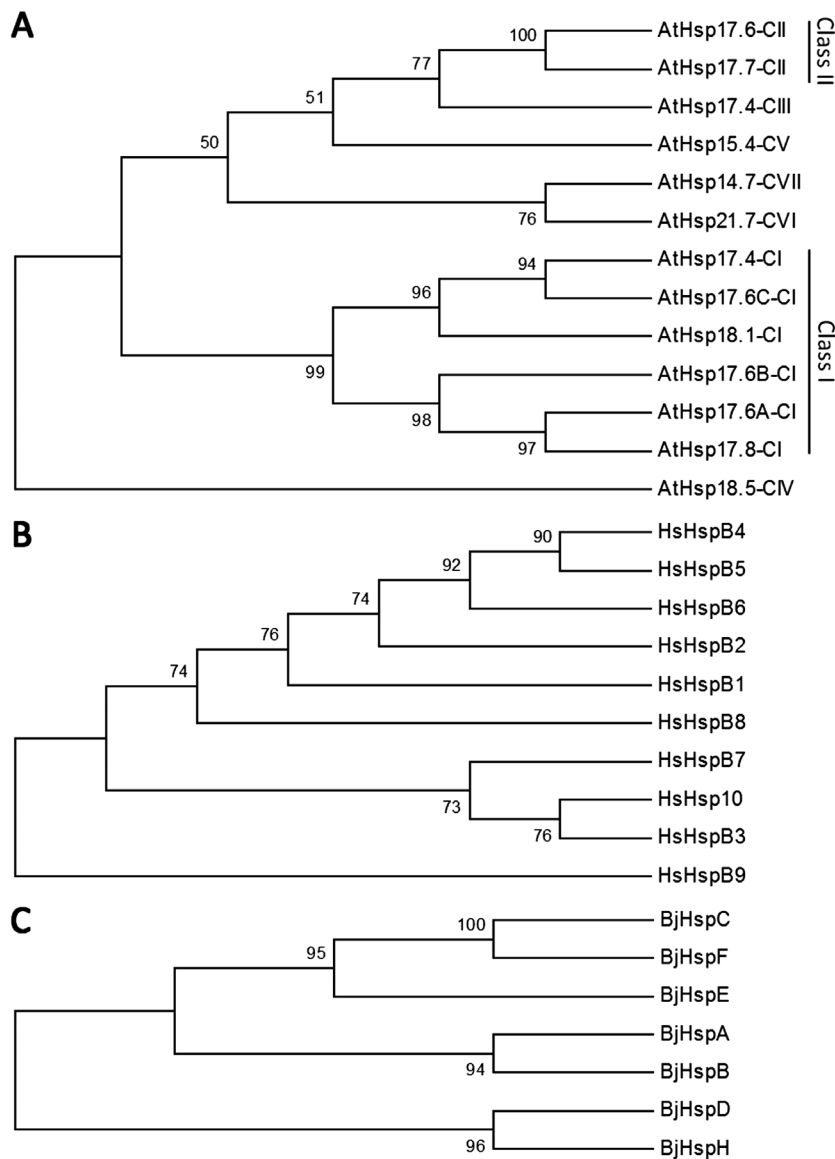 A
100
AtHsp17.6-CII
Class II
77
AtHsp17.7-CII
51
AtHsp17.4-CIII
50
AtHsp15.4-CV
AtHsp14.7-CVII
76
AtHsp21.7-CVI
94
AtHsp17.4-CI
Class I
96
AtHsp17.6C-CI
AtHsp18.1-CI
99
AtHsp17.6B-CI
98
AtHsp17.6A-CI
97
AtHsp17.8-CI
AtHsp18.5-CIV
B
90
HsHspB4
92
HsHspB5
74
HsHspB6
76
HsHspB2
74
HsHspB1
HsHspB8
HsHspB7
73
HsHsp10
76
HsHspB3
HsHspB9
C
100
BjHspC
95
BjHspF
BjHspE
BjHspA
94
BjHspB
BjHspD
96
BjHspH